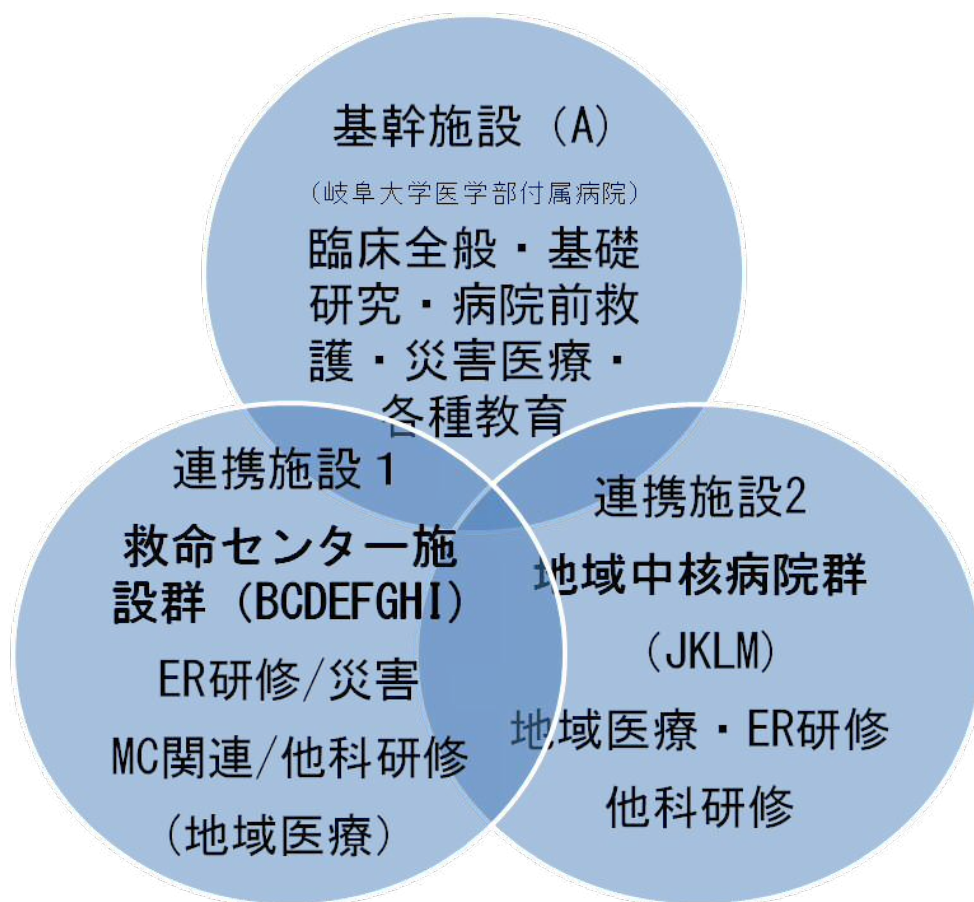 基幹施設（A）
（岐阜大学医学部付属病院）
臨床全般・基礎
研究・病院前救
護・災害医療・
各種教育
連携施設１
救命センター施
設群（BCDEFGHI）
ER研修/災害
MC関連/他科研修
(地域医療)
連携施設2
地域中核病院群
（JKLM）
地域医療・ER研修
他科研修